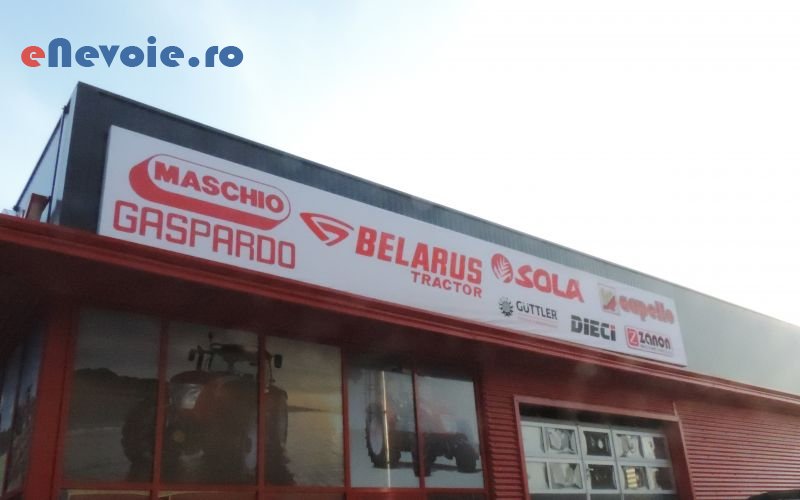 eNevoie.ro
MASCHIO
GASPARDO
BELARUS
TRACTOR
SOLA
capello
GÜTTLER
DIECI
ZANON